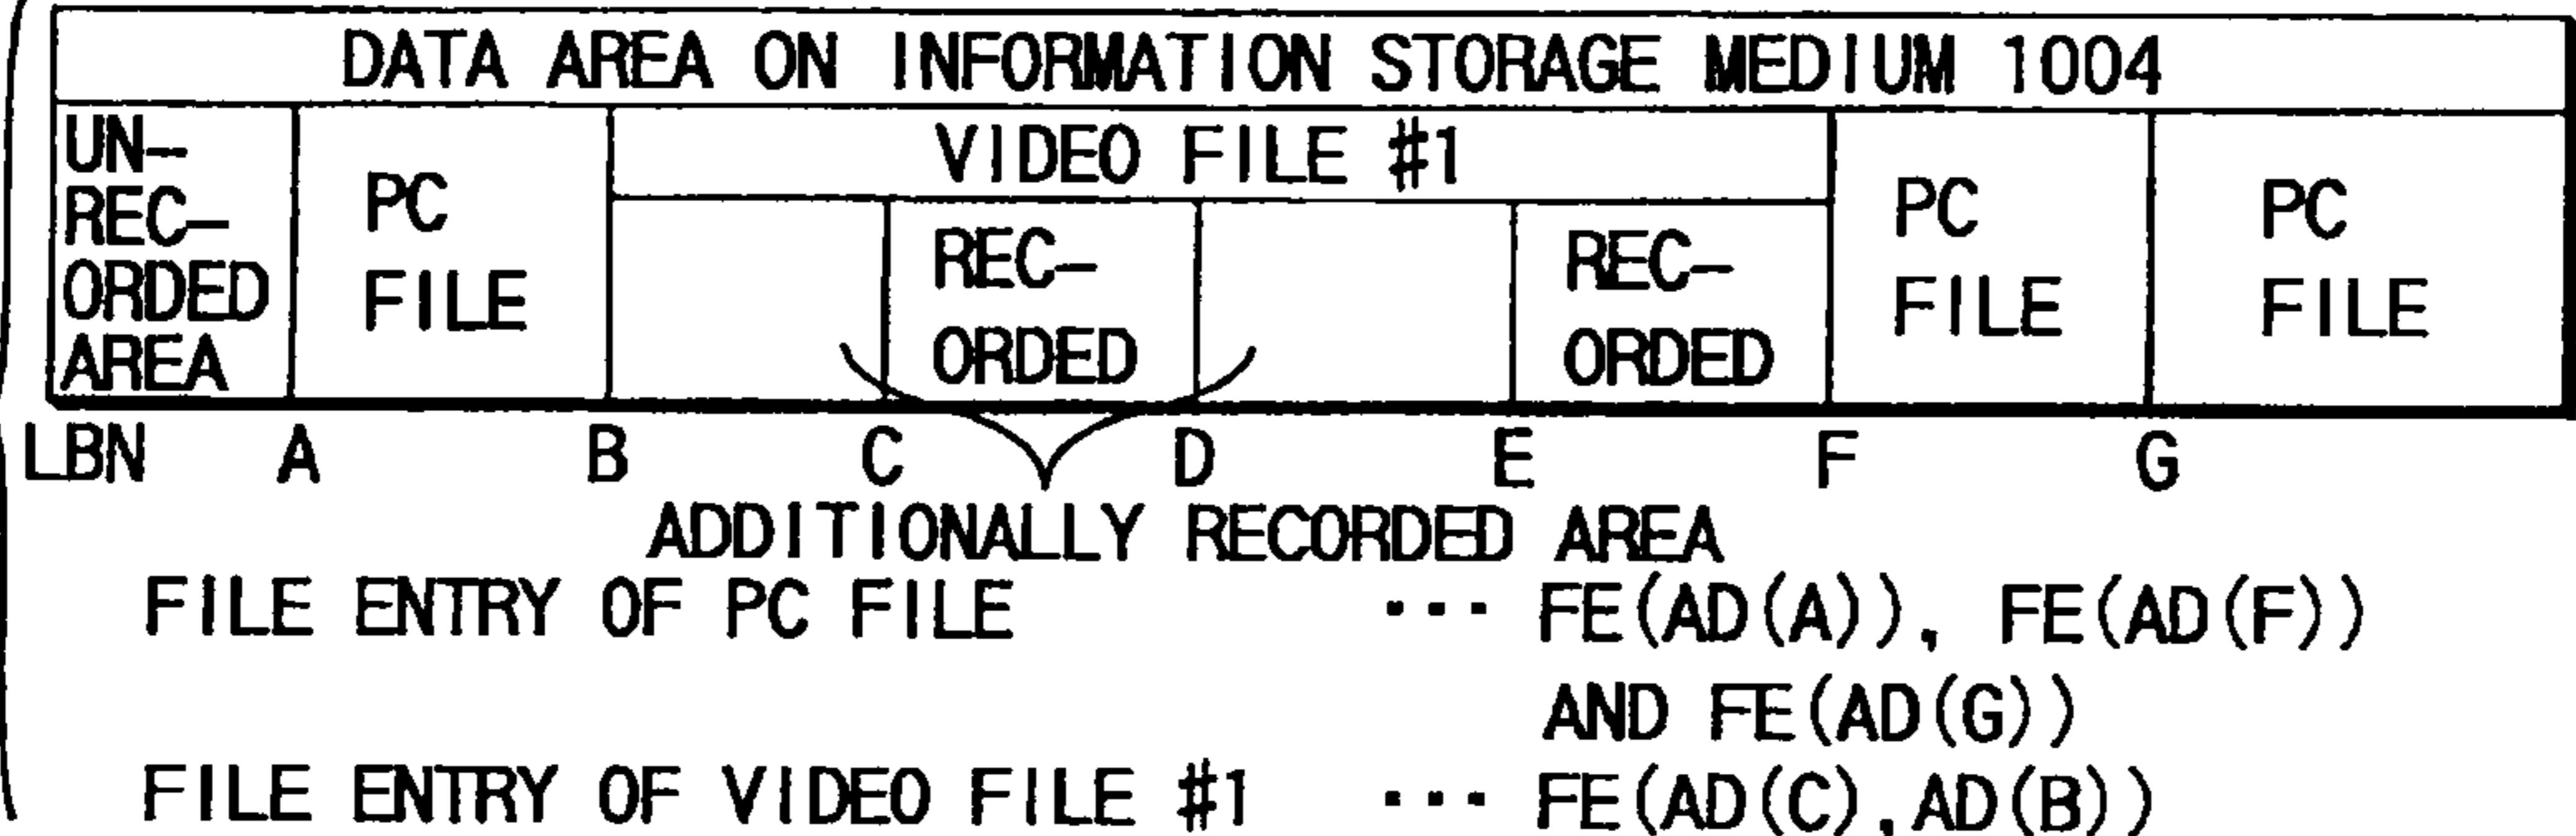 DATA AREA ON INFORMATION STORAGE MEDIUM 1004
UN-
REC-
ORDED
AREA
PC
FILE
VIDEO FILE #1
REC-
ORDED
REC-
ORDED
PC
FILE
PC
FILE
LBN A B C D E F G
ADDITIONALLY RECORDED AREA
FILE ENTRY OF PC FILE ··· FE(AD(A)), FE(AD(F))
AND FE(AD(G))
FILE ENTRY OF VIDEO FILE #1 ··· FE(AD(C),AD(B))